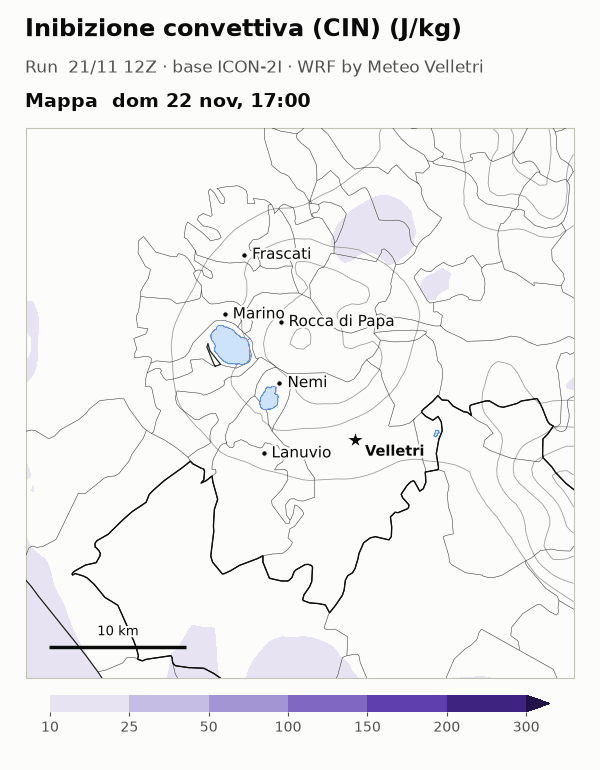 Inibizione convettiva (CIN) (J/kg)
Run  21/11 12Z · base ICON-2I · WRF by Meteo Velletri
Mappa  dom 22 nov, 17:00
Frascati
Marino
Rocca di Papa
Nemi
Velletri
Lanuvio
10 km
10 25 50 100 150 200 300